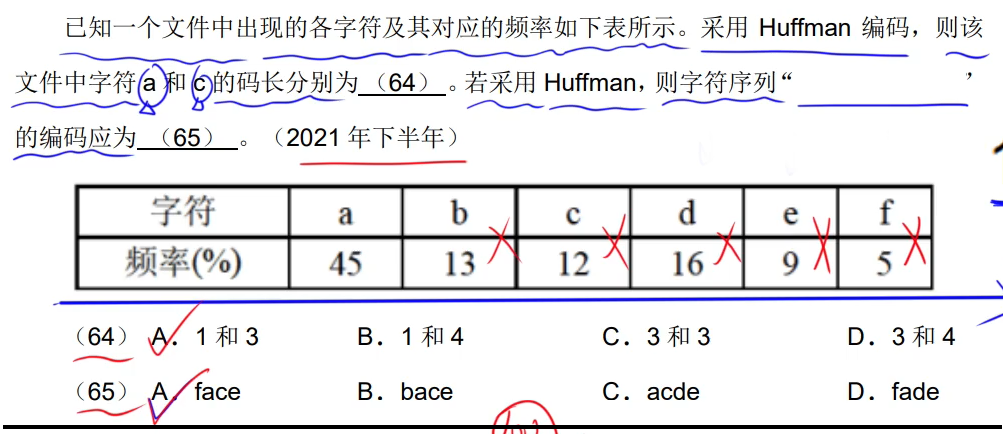 已知一个文件中出现的各字符及其对应的频率如下表所示。采用 Huffman 编码，则该
文件中字符 a 和 c 的码长分别为 （64） 。若采用 Huffman，则字符序列“ ’
的编码应为 （65） 。（2021 年下半年）
字符 a b c d e f
频率(%) 45 13 12 16 9 5
（64） A．1 和 3 B．1 和 4 C．3 和 3 D．3 和 4
（65） A．face B．bace C．acde D．fade